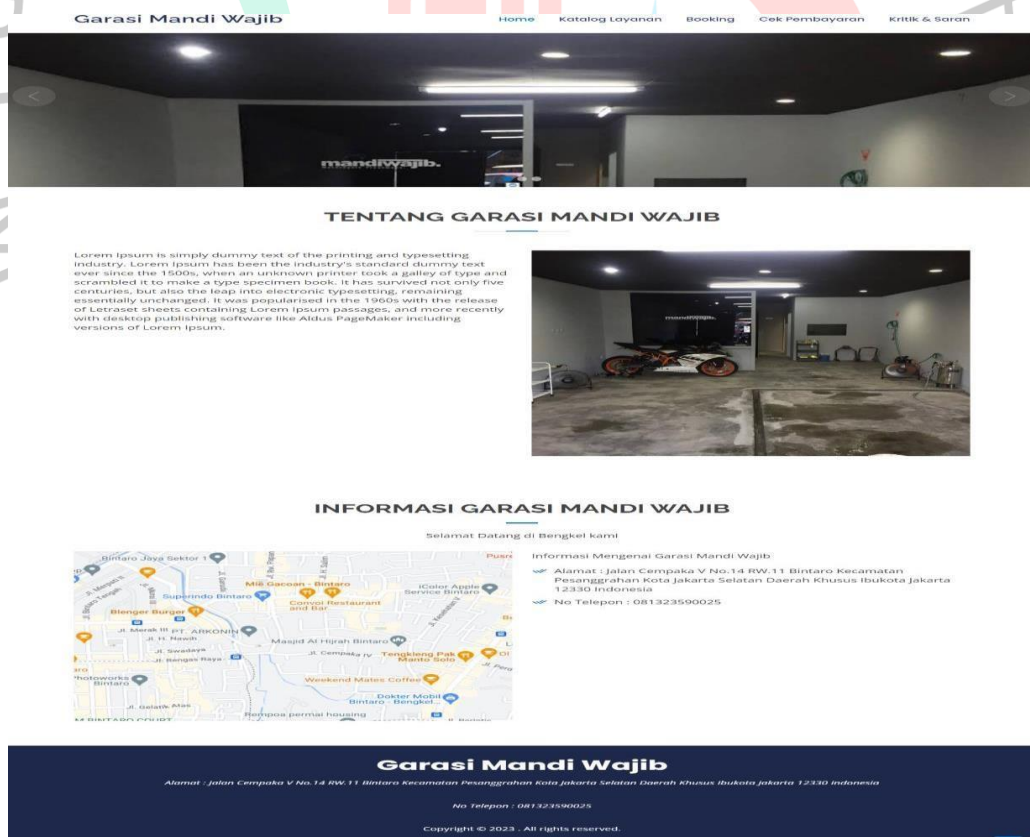 Garasi Mandi Wajib
Home Katalog Layanan Booking Cek Pembayaran Kritik & Saran
mandiwajib.
TENTANG GARASI MANDI WAJIB
Lorem Ipsum is simply dummy text of the printing and typesetting
industry. Lorem Ipsum has been the industry's standard dummy text
ever since the 1500s, when an unknown printer took a galley of type and
scrambled it to make a type specimen book. It has survived not only five
centuries, but also the leap into electronic typesetting, remaining
essentially unchanged. It was popularised in the 1960s with the release
of Letraset sheets containing Lorem Ipsum passages, and more recently
with desktop publishing software like Aldus PageMaker including
versions of Lorem Ipsum.
mandiwajib.
INFORMASI GARASI MANDI WAJIB
Selamat Datang di Bengkel kami
Bintaro Jaya Sektor 1
Mie Gacoan - Bintaro
iColor Apple
Service Bintaro
Superindo Bintaro
Convoi Restaurant
and Bar
Blenger Burger
Jl. Merak III
PT. ARKONIN
Jl. H. Nawib
Masjid Al Hijrah Bintaro
Jl. Swadaya
Jl. Cempaka IV
Tengkleng Pak
Manto Solo
Jl. Bengas Raya
Photoworks
Bintaro
Weekend Mates Coffee
Dokter Mobil
Bintaro - Bengkel...
Jl. Gelatik Mas
Rempoa permai housing
M BINTARO COURT
Informasi Mengenai Garasi Mandi Wajib
Alamat : Jalan Cempaka V No.14 RW.11 Bintaro Kecamatan
Pesanggrahan Kota Jakarta Selatan Daerah Khusus Ibukota Jakarta
12330 Indonesia
No Telepon : 081323590025
Garasi Mandi Wajib
Alamat : Jalan Cempaka V No.14 RW.11 Bintaro Kecamatan Pesanggrahan Kota Jakarta Selatan Daerah Khusus Ibukota Jakarta 12330 Indonesia
No Telepon : 081323590025
Copyright © 2023 . All rights reserved.